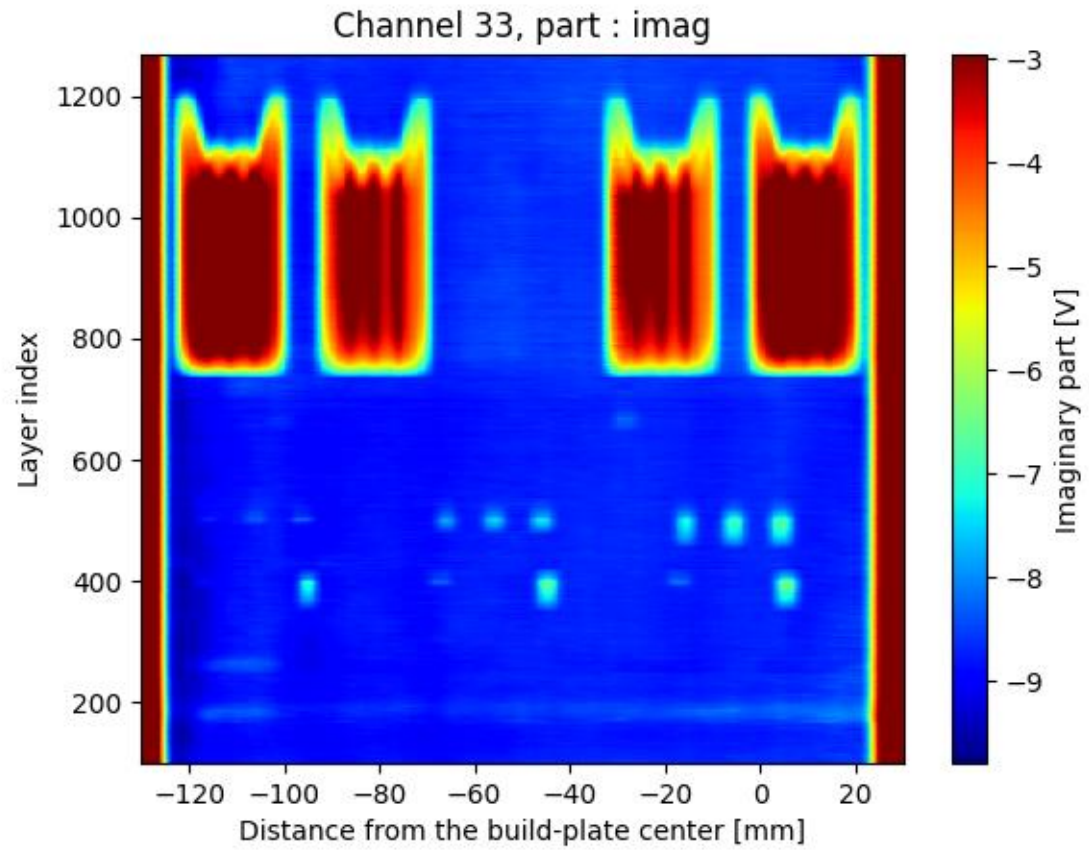 Channel 33, part : imag
1200
1000
800
600
400
200
Layer index
−120 −100 −80 −60 −40 −20 0 20
Distance from the build-plate center [mm]
−3
−4
−5
−6
−7
−8
−9
Imaginary part [V]